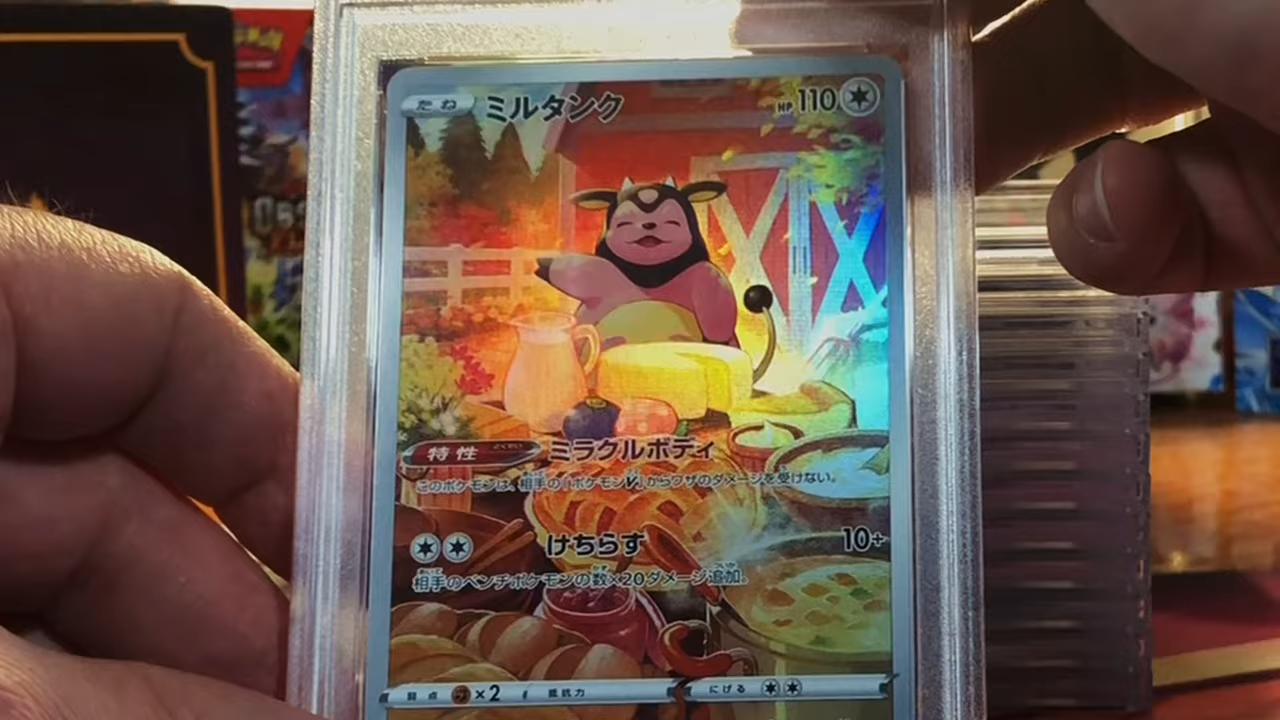 たね ミルタンク HP 110
特性 とくせい ミラクルボディ
このポケモンは、相手の「ポケモンV」からワザのダメージを受けない。
けちらす 10+
相手のベンチポケモンの数×20ダメージ追加。
弱点 ×2 抵抗力 にげる